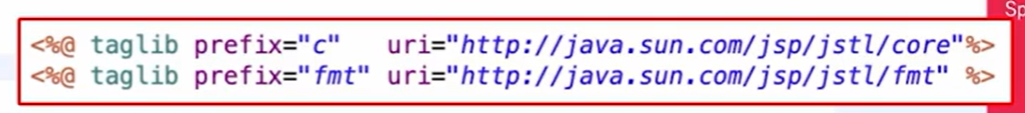 Sp
<%@ taglib prefix="c"   uri="http://java.sun.com/jsp/jstl/core"%>
<%@ taglib prefix="fmt" uri="http://java.sun.com/jsp/jstl/fmt" %>